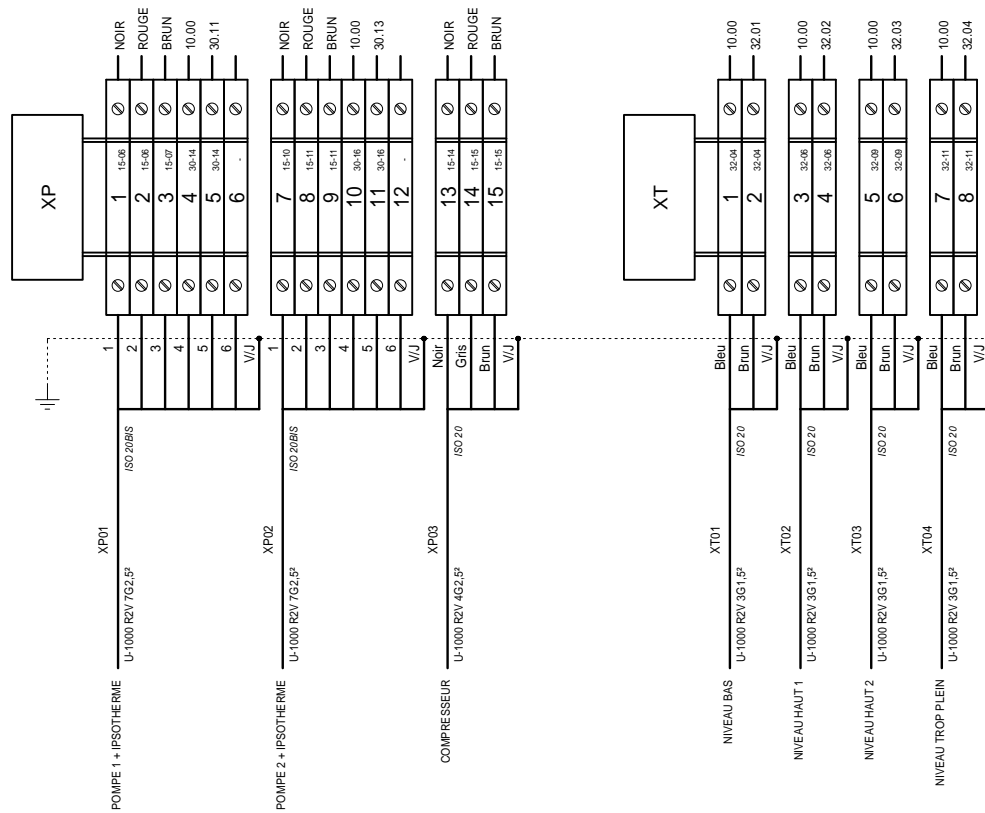 XP
1 15-06 NOIR
2 15-06 ROUGE
3 15-07 BRUN
4 30-14 10.00
5 30-14 30.11
6 -
7 15-10 NOIR
8 15-11 ROUGE
9 15-11 BRUN
10 30-16 10.00
11 30-16 30.13
12 -
13 15-14 NOIR
14 15-15 ROUGE
15 15-15 BRUN
1
2
3
4
5
6
V/J
ISO 20BIS
XP01
U-1000 R2V 7G2,5²
POMPE 1 + IPSOTHERME
1
2
3
4
5
6
V/J
XP02
U-1000 R2V 7G2,5²
POMPE 2 + IPSOTHERME
Noir
Gris
Brun
V/J
ISO 20
XP03
U-1000 R2V 4G2,5²
COMPRESSEUR
XT
1 32-04 10.00
2 32-04 32.01
3 32-06 10.00
4 32-06 32.02
5 32-09 10.00
6 32-09 32.03
7 32-11 10.00
8 32-11 32.04
Bleu
Brun
V/J
ISO 20
XT01
U-1000 R2V 3G1,5²
NIVEAU BAS
Bleu
Brun
V/J
ISO 20
XT02
U-1000 R2V 3G1,5²
NIVEAU HAUT 1
Bleu
Brun
V/J
ISO 20
XT03
U-1000 R2V 3G1,5²
NIVEAU HAUT 2
Bleu
Brun
V/J
ISO 20
XT04
U-1000 R2V 3G1,5²
NIVEAU TROP PLEIN
ISO 20BIS